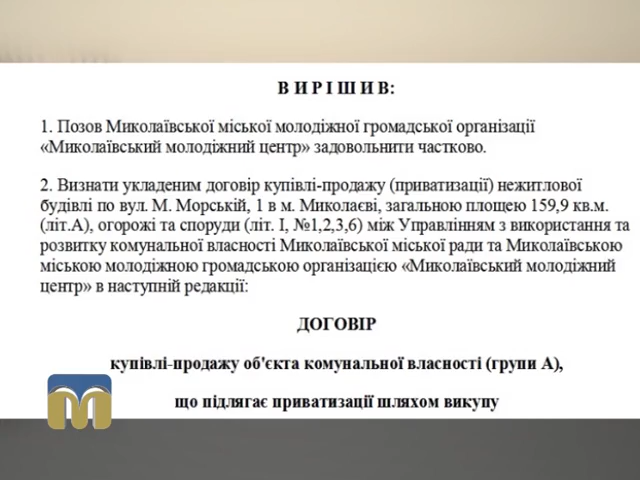 В И Р І Ш И В:
1. Позов Миколаївської міської молодіжної громадської організації
«Миколаївський молодіжний центр» задовольнити частково.
2. Визнати укладеним договір купівлі-продажу (приватизації) нежитлової
будівлі по вул. М. Морській, 1 в м. Миколаєві, загальною площею 159,9 кв.м.
(літ.А), огорожі та споруди (літ. І, №1,2,3,6) між Управлінням з використання та
розвитку комунальної власності Миколаївської міської ради та Миколаївською
міською молодіжною громадською організацією «Миколаївський молодіжний
центр» в наступній редакції:
ДОГОВІР
купівлі-продажу об'єкта комунальної власності (групи А),
що підлягає приватизації шляхом викупу